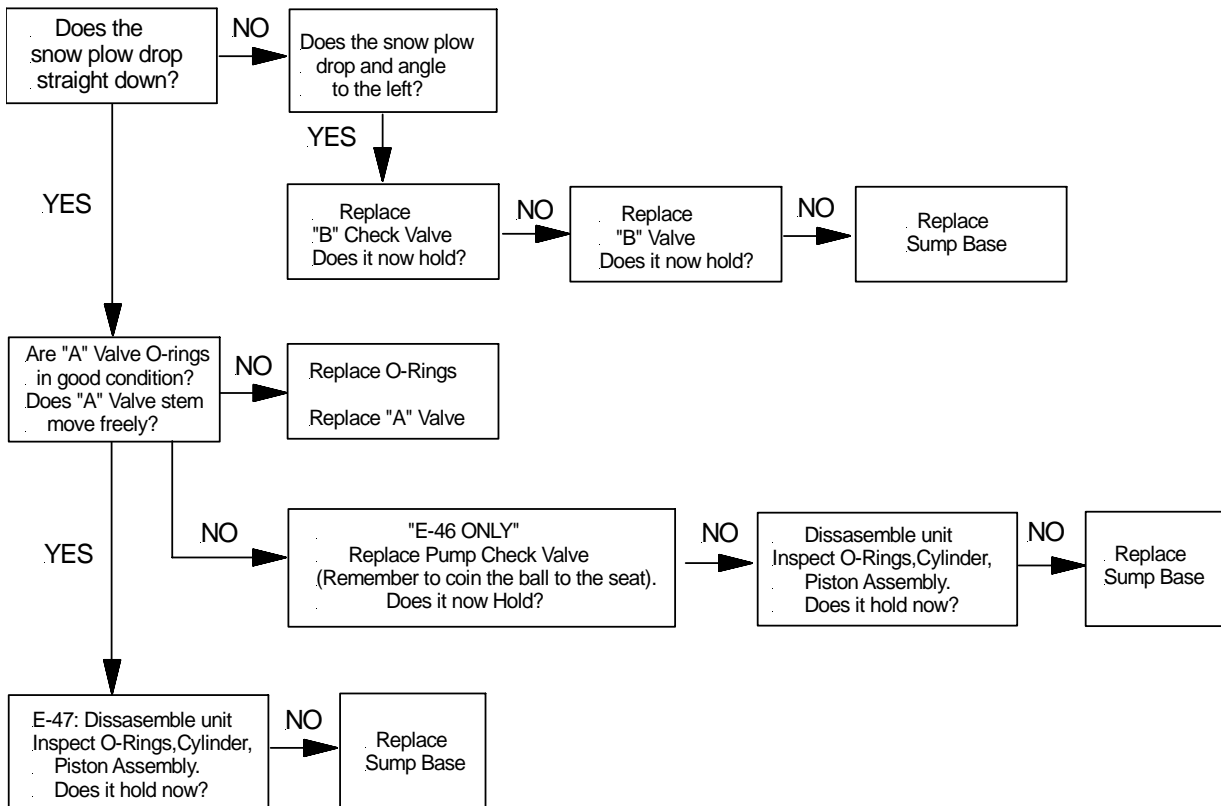 Does the
snow plow drop
straight down?
NO
Does the snow plow
drop and angle
to the left?
YES
YES
Replace
"B" Check Valve
Does it now hold?
NO
Replace
"B" Valve
Does it now hold?
NO
Replace
Sump Base
Are "A" Valve O-rings
in good condition?
Does "A" Valve stem
move freely?
NO
Replace O-Rings
Replace "A" Valve
YES
NO
"E-46 ONLY"
Replace Pump Check Valve
(Remember to coin the ball to the seat).
Does it now Hold?
NO
Dissasemble unit
Inspect O-Rings,Cylinder,
Piston Assembly.
Does it hold now?
NO
Replace
Sump Base
E-47: Dissasemble unit
Inspect O-Rings,Cylinder,
Piston Assembly.
Does it hold now?
NO
Replace
Sump Base